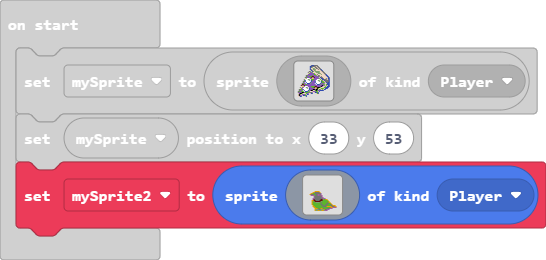 on start
set mySprite to sprite of kind Player
set mySprite position to x 33 y 53
set mySprite2 to sprite of kind Player